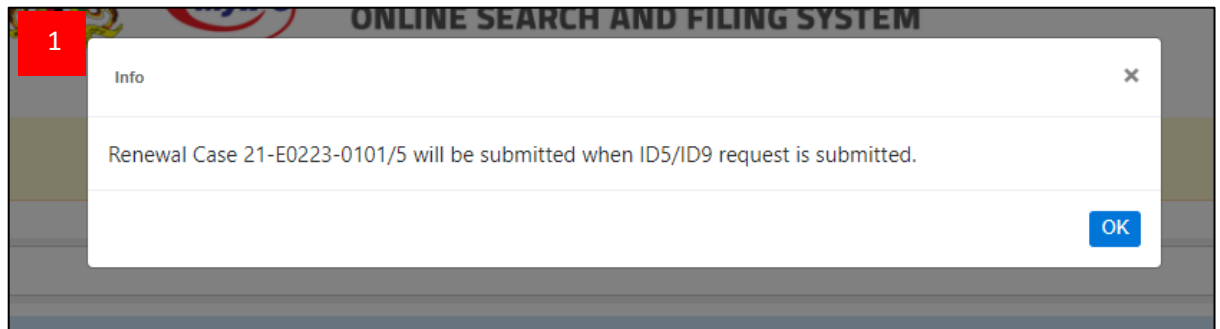 ONLINE SEARCH AND FILING SYSTEM
1
Info
Renewal Case 21-E0223-0101/5 will be submitted when ID5/ID9 request is submitted.
OK